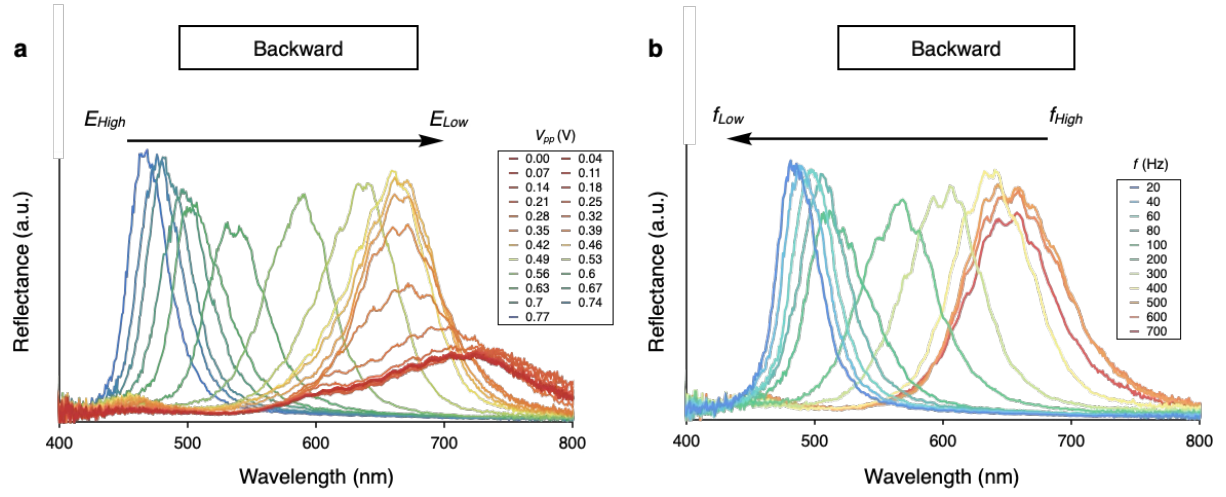 a
Backward
E_High
E_Low
V_pp (V)
0.00 0.04
0.07 0.11
0.14 0.18
0.21 0.25
0.28 0.32
0.35 0.39
0.42 0.46
0.49 0.53
0.56 0.6
0.63 0.67
0.7 0.74
0.77
Reflectance (a.u.)
400 500 600 700 800
Wavelength (nm)
b
Backward
f_Low
f_High
f (Hz)
20
40
60
80
100
200
300
400
500
600
700
Reflectance (a.u.)
400 500 600 700 800
Wavelength (nm)